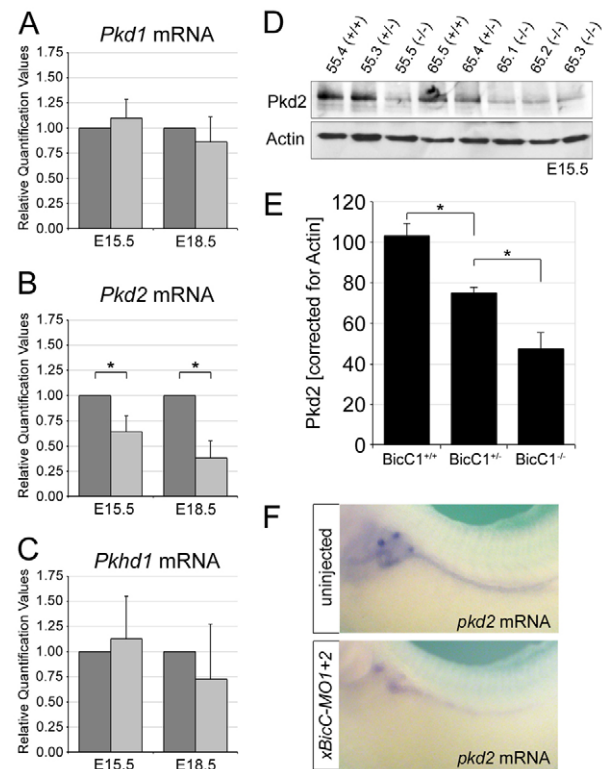 A
Pkd1 mRNA
Relative Quantification Values
1.75
1.50
1.25
1.00
0.75
0.50
0.25
0.00
E15.5 E18.5
B
Pkd2 mRNA
Relative Quantification Values
1.75
1.50
1.25
1.00
0.75
0.50
0.25
0.00
* *
E15.5 E18.5
C
Pkhd1 mRNA
Relative Quantification Values
1.75
1.50
1.25
1.00
0.75
0.50
0.25
0.00
E15.5 E18.5
D
55.4 (+/+) 55.3 (+/-) 55.5 (-/-) 65.5 (+/+) 65.4 (+/-) 65.1 (-/-) 65.2 (-/-) 65.3 (-/-)
Pkd2
Actin
E15.5
E
Pkd2 [corrected for Actin]
120
100
80
60
40
20
0
* *
BicC1+/+ BicC1+/- BicC1-/-
F
uninjected
pkd2 mRNA
xBicC-MO1+2
pkd2 mRNA